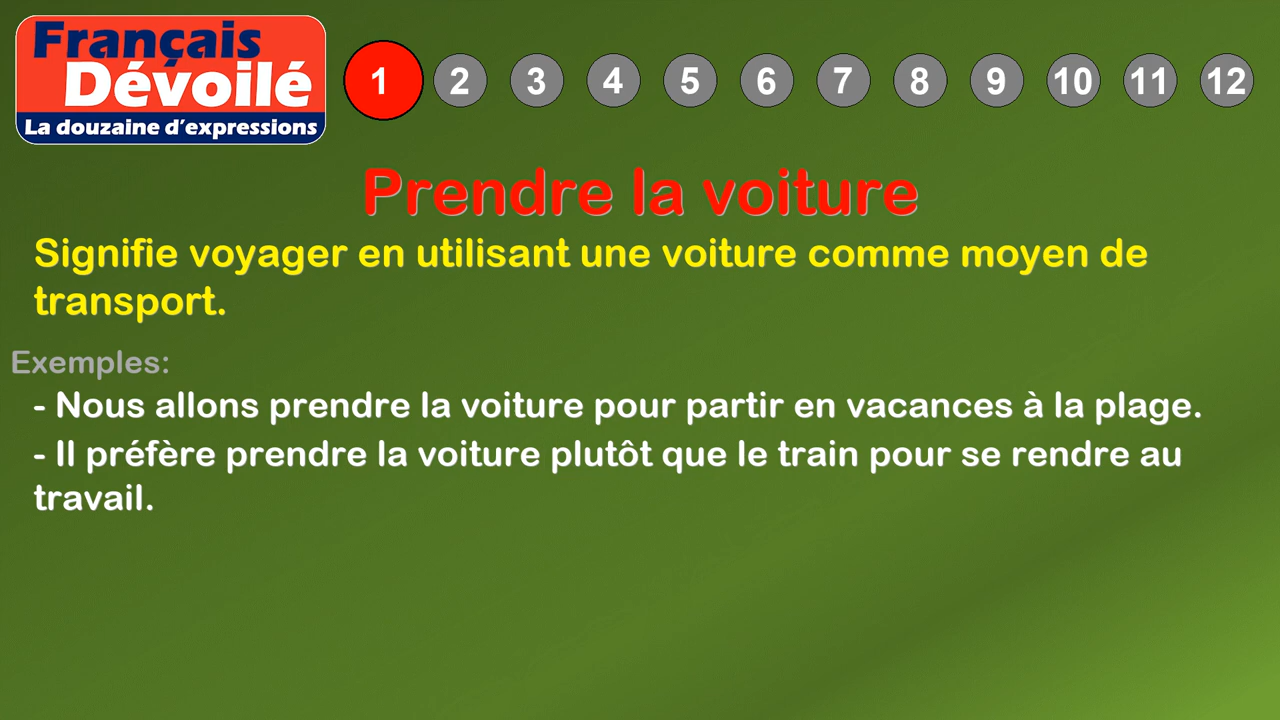 Français
Dévoilé
La douzaine d'expressions
1 2 3 4 5 6 7 8 9 10 11 12
Prendre la voiture
Signifie voyager en utilisant une voiture comme moyen de
transport.
Exemples:
- Nous allons prendre la voiture pour partir en vacances à la plage.
- Il préfère prendre la voiture plutôt que le train pour se rendre au
travail.